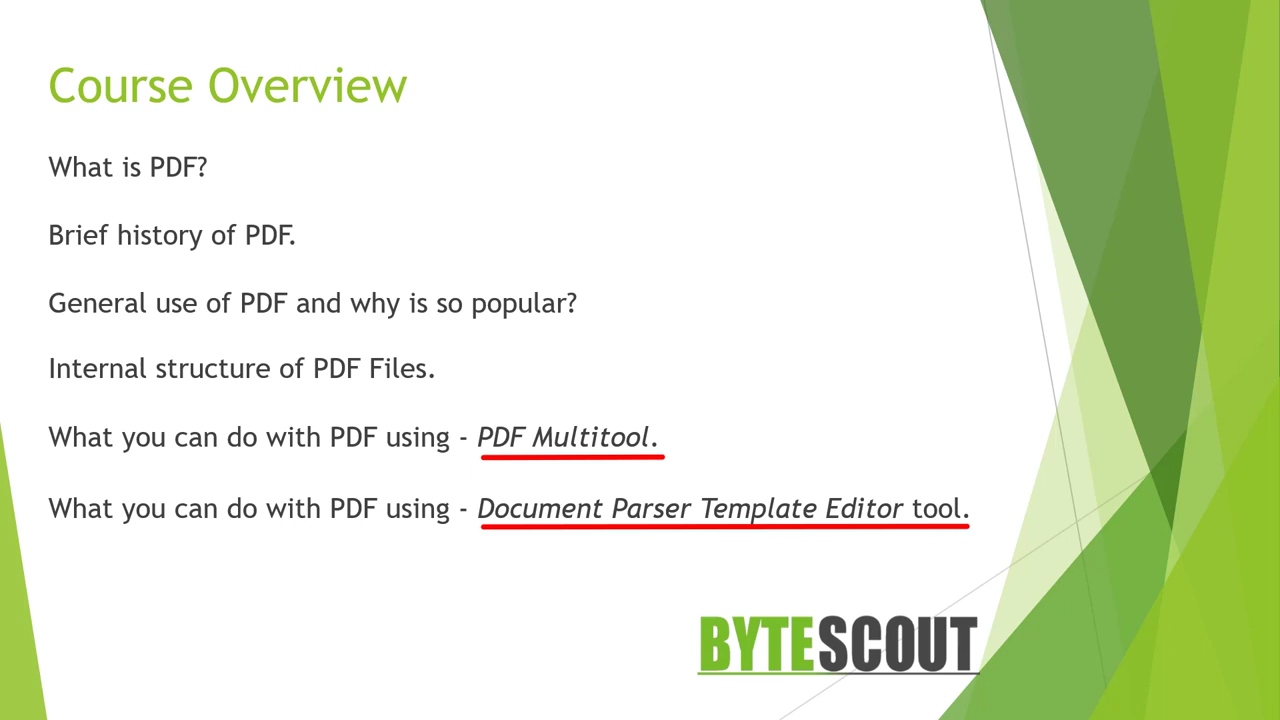 Course Overview
What is PDF?
Brief history of PDF.
General use of PDF and why is so popular?
Internal structure of PDF Files.
What you can do with PDF using - PDF Multitool.
What you can do with PDF using - Document Parser Template Editor tool.
BYTESCOUT